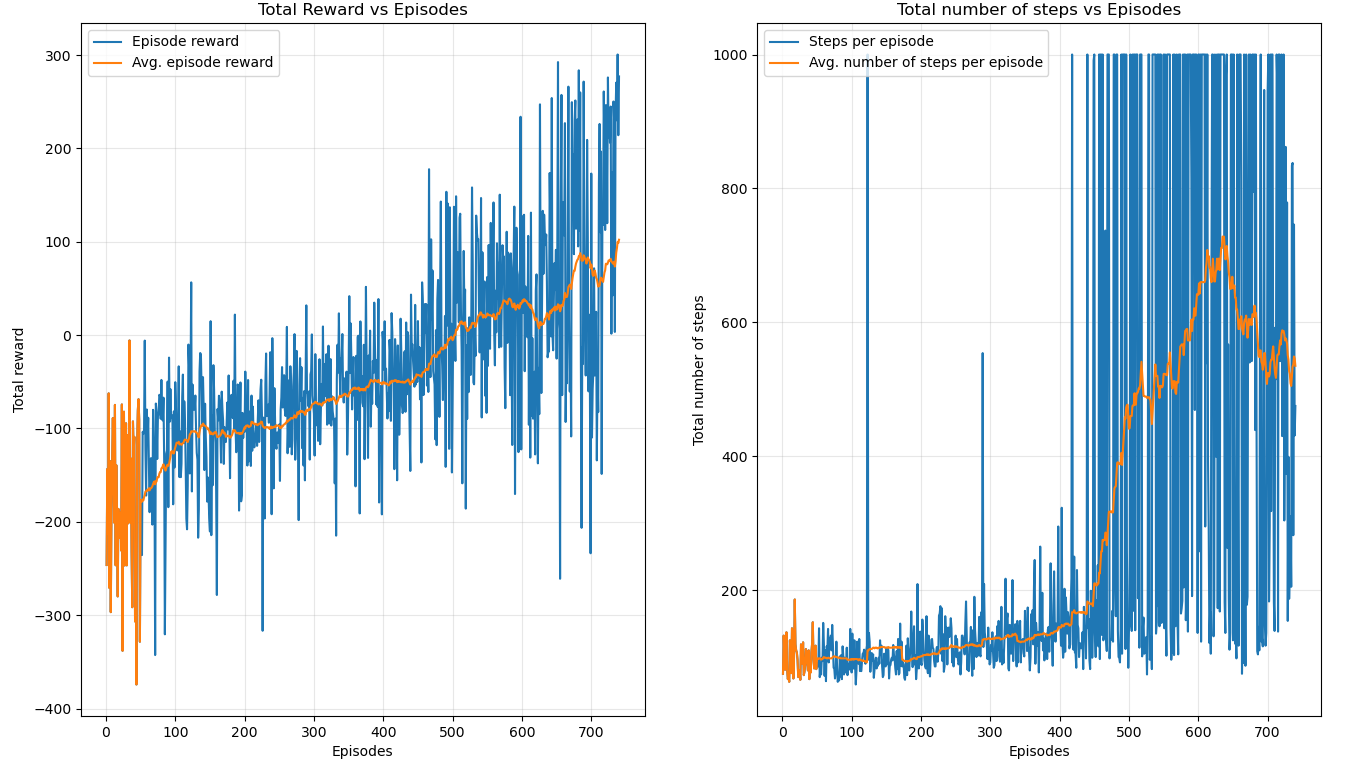 Total Reward vs Episodes
Episode reward
Avg. episode reward
300
200
100
0
−100
−200
−300
−400
Total reward
0
100
200
300
400
500
600
700
Episodes
Total number of steps vs Episodes
Steps per episode
Avg. number of steps per episode
1000
800
600
400
200
Total number of steps
0
100
200
300
400
500
600
700
Episodes